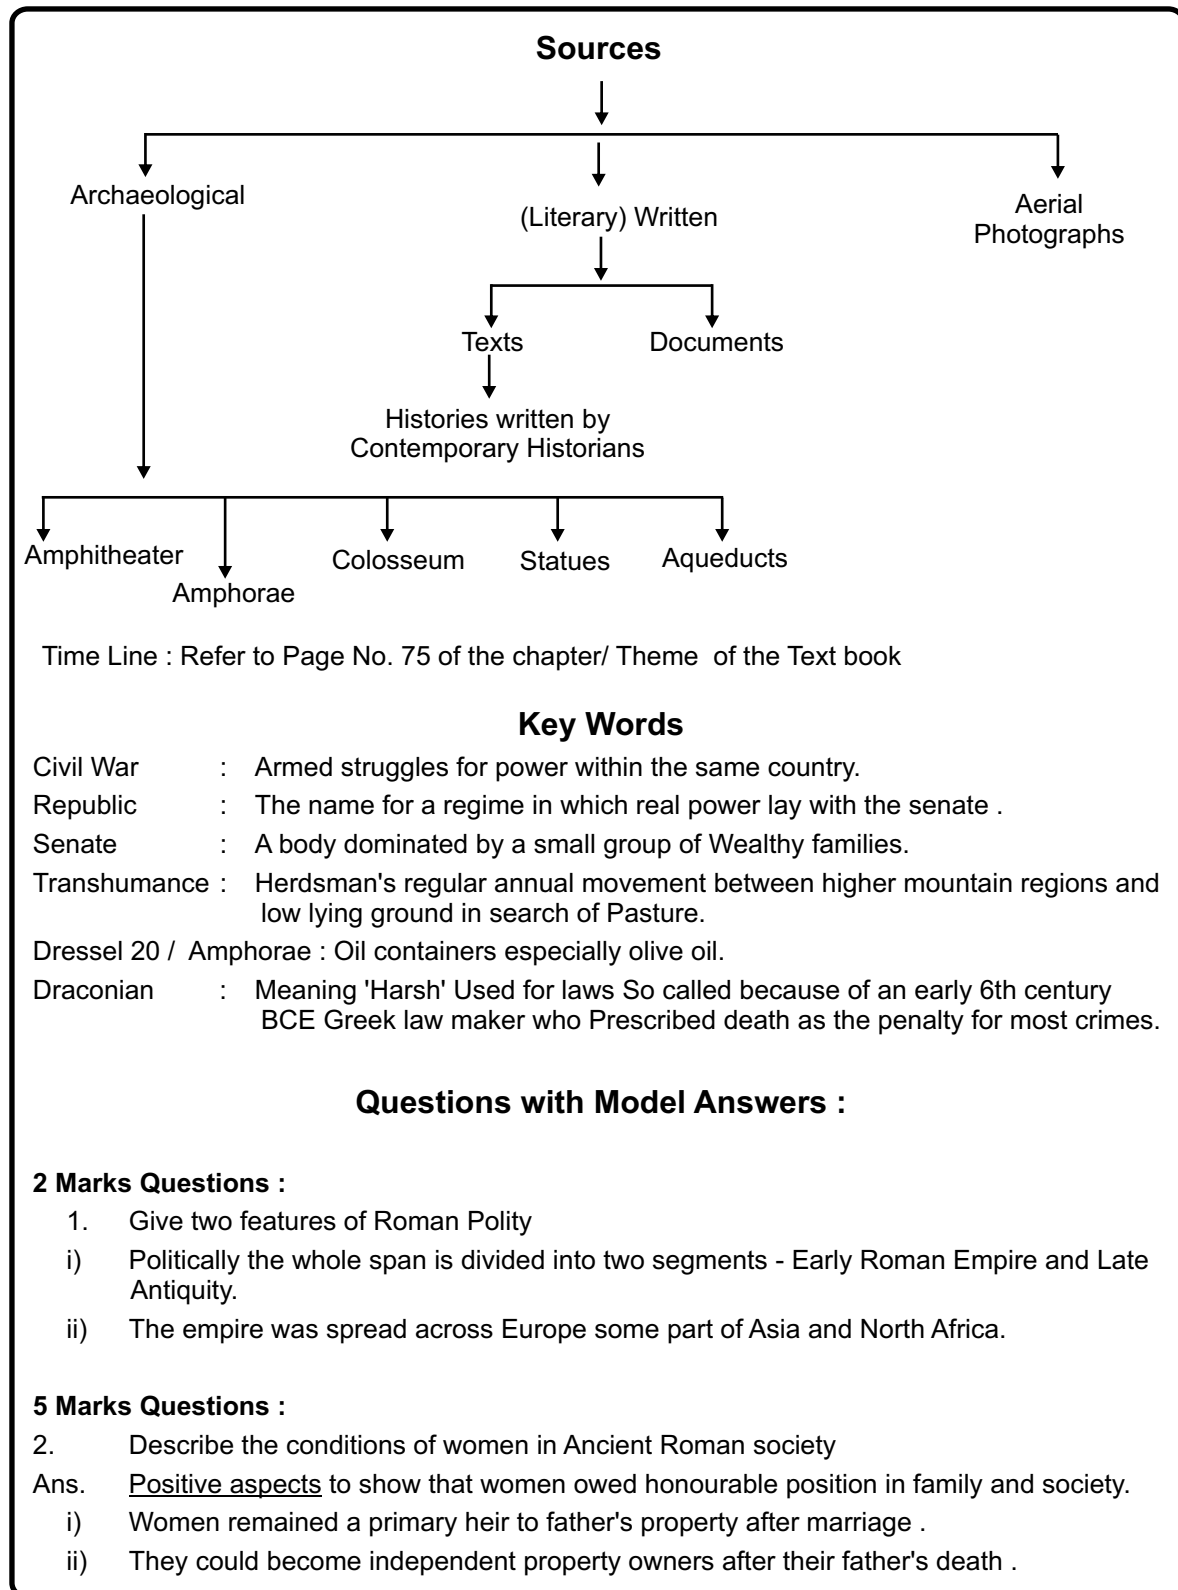 Sources
Archaeological
(Literary) Written
Aerial
Photographs
Texts
Documents
Histories written by
Contemporary Historians
Amphitheater
Amphorae
Colosseum
Statues
Aqueducts
Time Line : Refer to Page No. 75 of the chapter/ Theme of the Text book
Key Words
Civil War : Armed struggles for power within the same country.
Republic : The name for a regime in which real power lay with the senate .
Senate : A body dominated by a small group of Wealthy families.
Transhumance : Herdsman's regular annual movement between higher mountain regions and
low lying ground in search of Pasture.
Dressel 20 / Amphorae : Oil containers especially olive oil.
Draconian : Meaning 'Harsh' Used for laws So called because of an early 6th century
BCE Greek law maker who Prescribed death as the penalty for most crimes.
Questions with Model Answers :
2 Marks Questions :
1. Give two features of Roman Polity
i) Politically the whole span is divided into two segments - Early Roman Empire and Late
Antiquity.
ii) The empire was spread across Europe some part of Asia and North Africa.
5 Marks Questions :
2. Describe the conditions of women in Ancient Roman society
Ans. Positive aspects to show that women owed honourable position in family and society.
i) Women remained a primary heir to father's property after marriage .
ii) They could become independent property owners after their father's death .